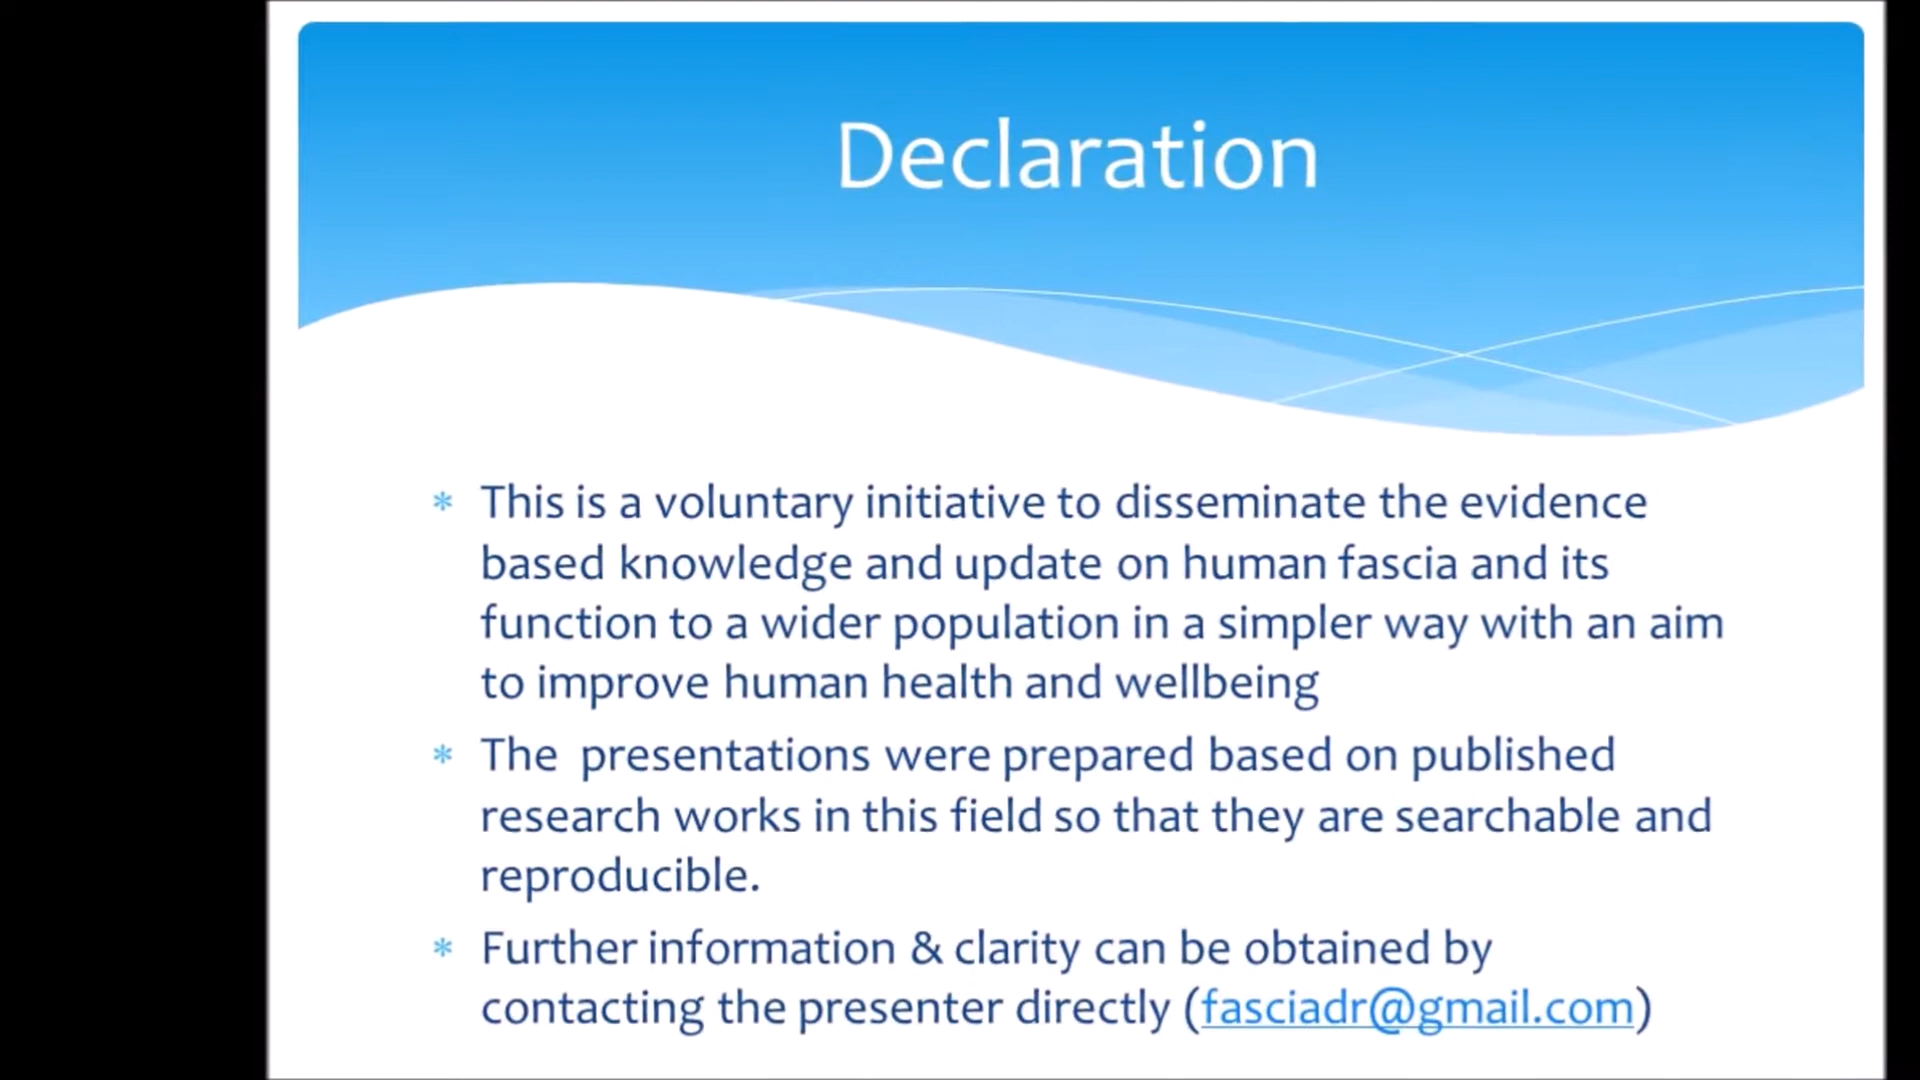 Declaration
* This is a voluntary initiative to disseminate the evidence
based knowledge and update on human fascia and its
function to a wider population in a simpler way with an aim
to improve human health and wellbeing
* The presentations were prepared based on published
research works in this field so that they are searchable and
reproducible.
* Further information & clarity can be obtained by
contacting the presenter directly (fasciadr@gmail.com)